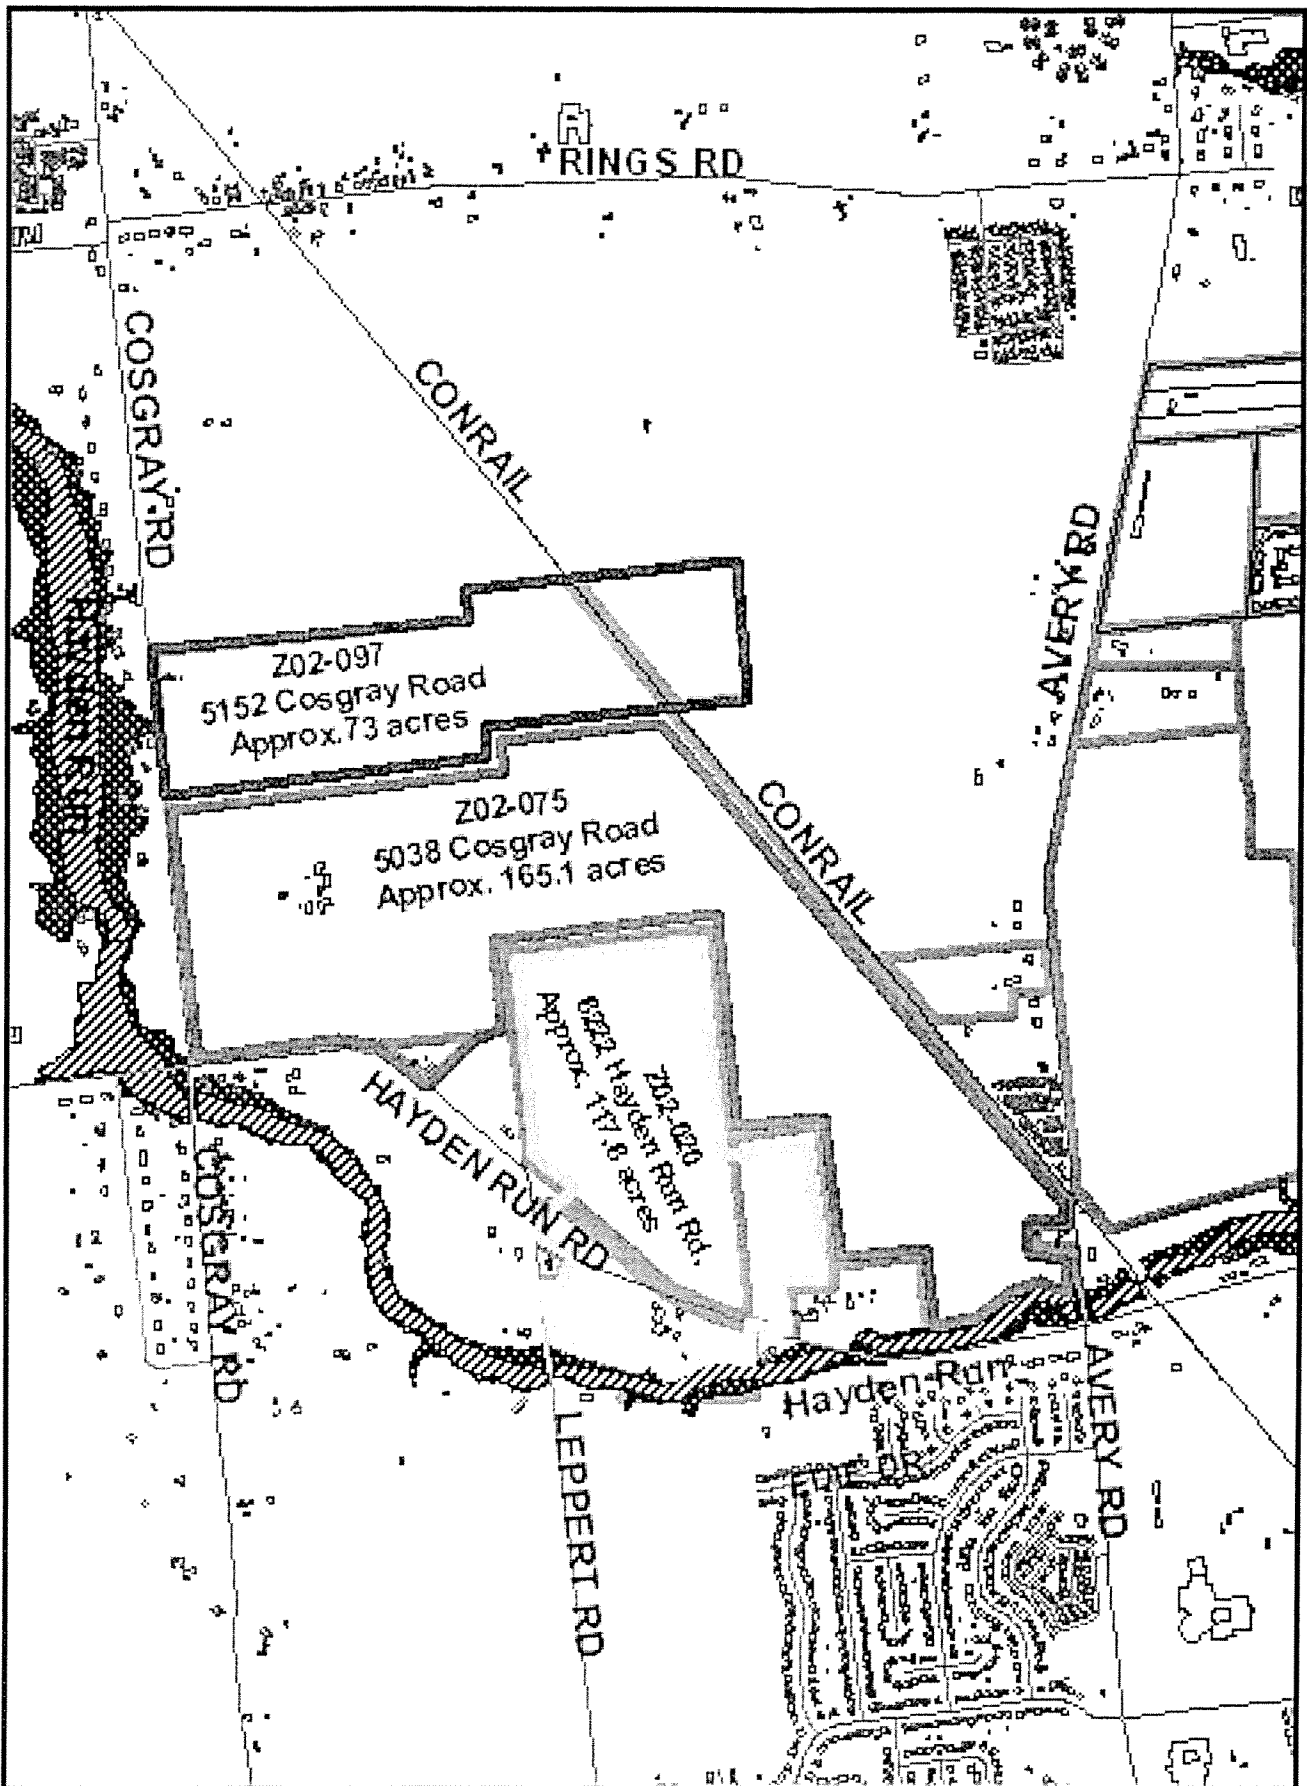 RINGS RD
COSGRAY RD
CONRAIL
AVERY RD
Z02-097
5152 Cosgray Road
Approx. 73 acres
Z02-075
5038 Cosgray Road
Approx. 165.1 acres
CONRAIL
Z02-020
6222 Hayden Run Rd.
Approx. 117.8 acres
HAYDEN RUN RD
COSGRAY RD
Hayden Run
AVERY RD
LEPPERT RD